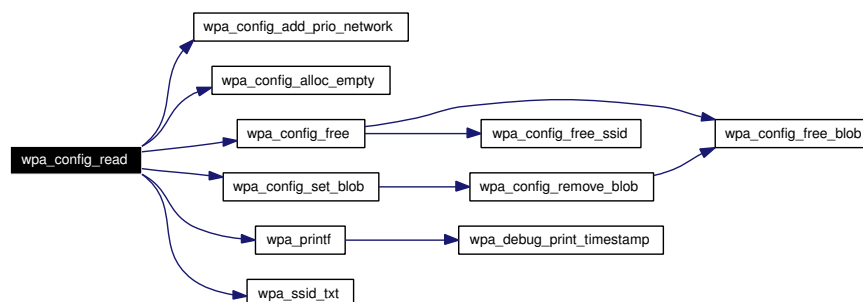 wpa_config_add_prio_network
wpa_config_alloc_empty
wpa_config_free
wpa_config_free_ssid
wpa_config_free_blob
wpa_config_read
wpa_config_set_blob
wpa_config_remove_blob
wpa_printf
wpa_debug_print_timestamp
wpa_ssid_txt